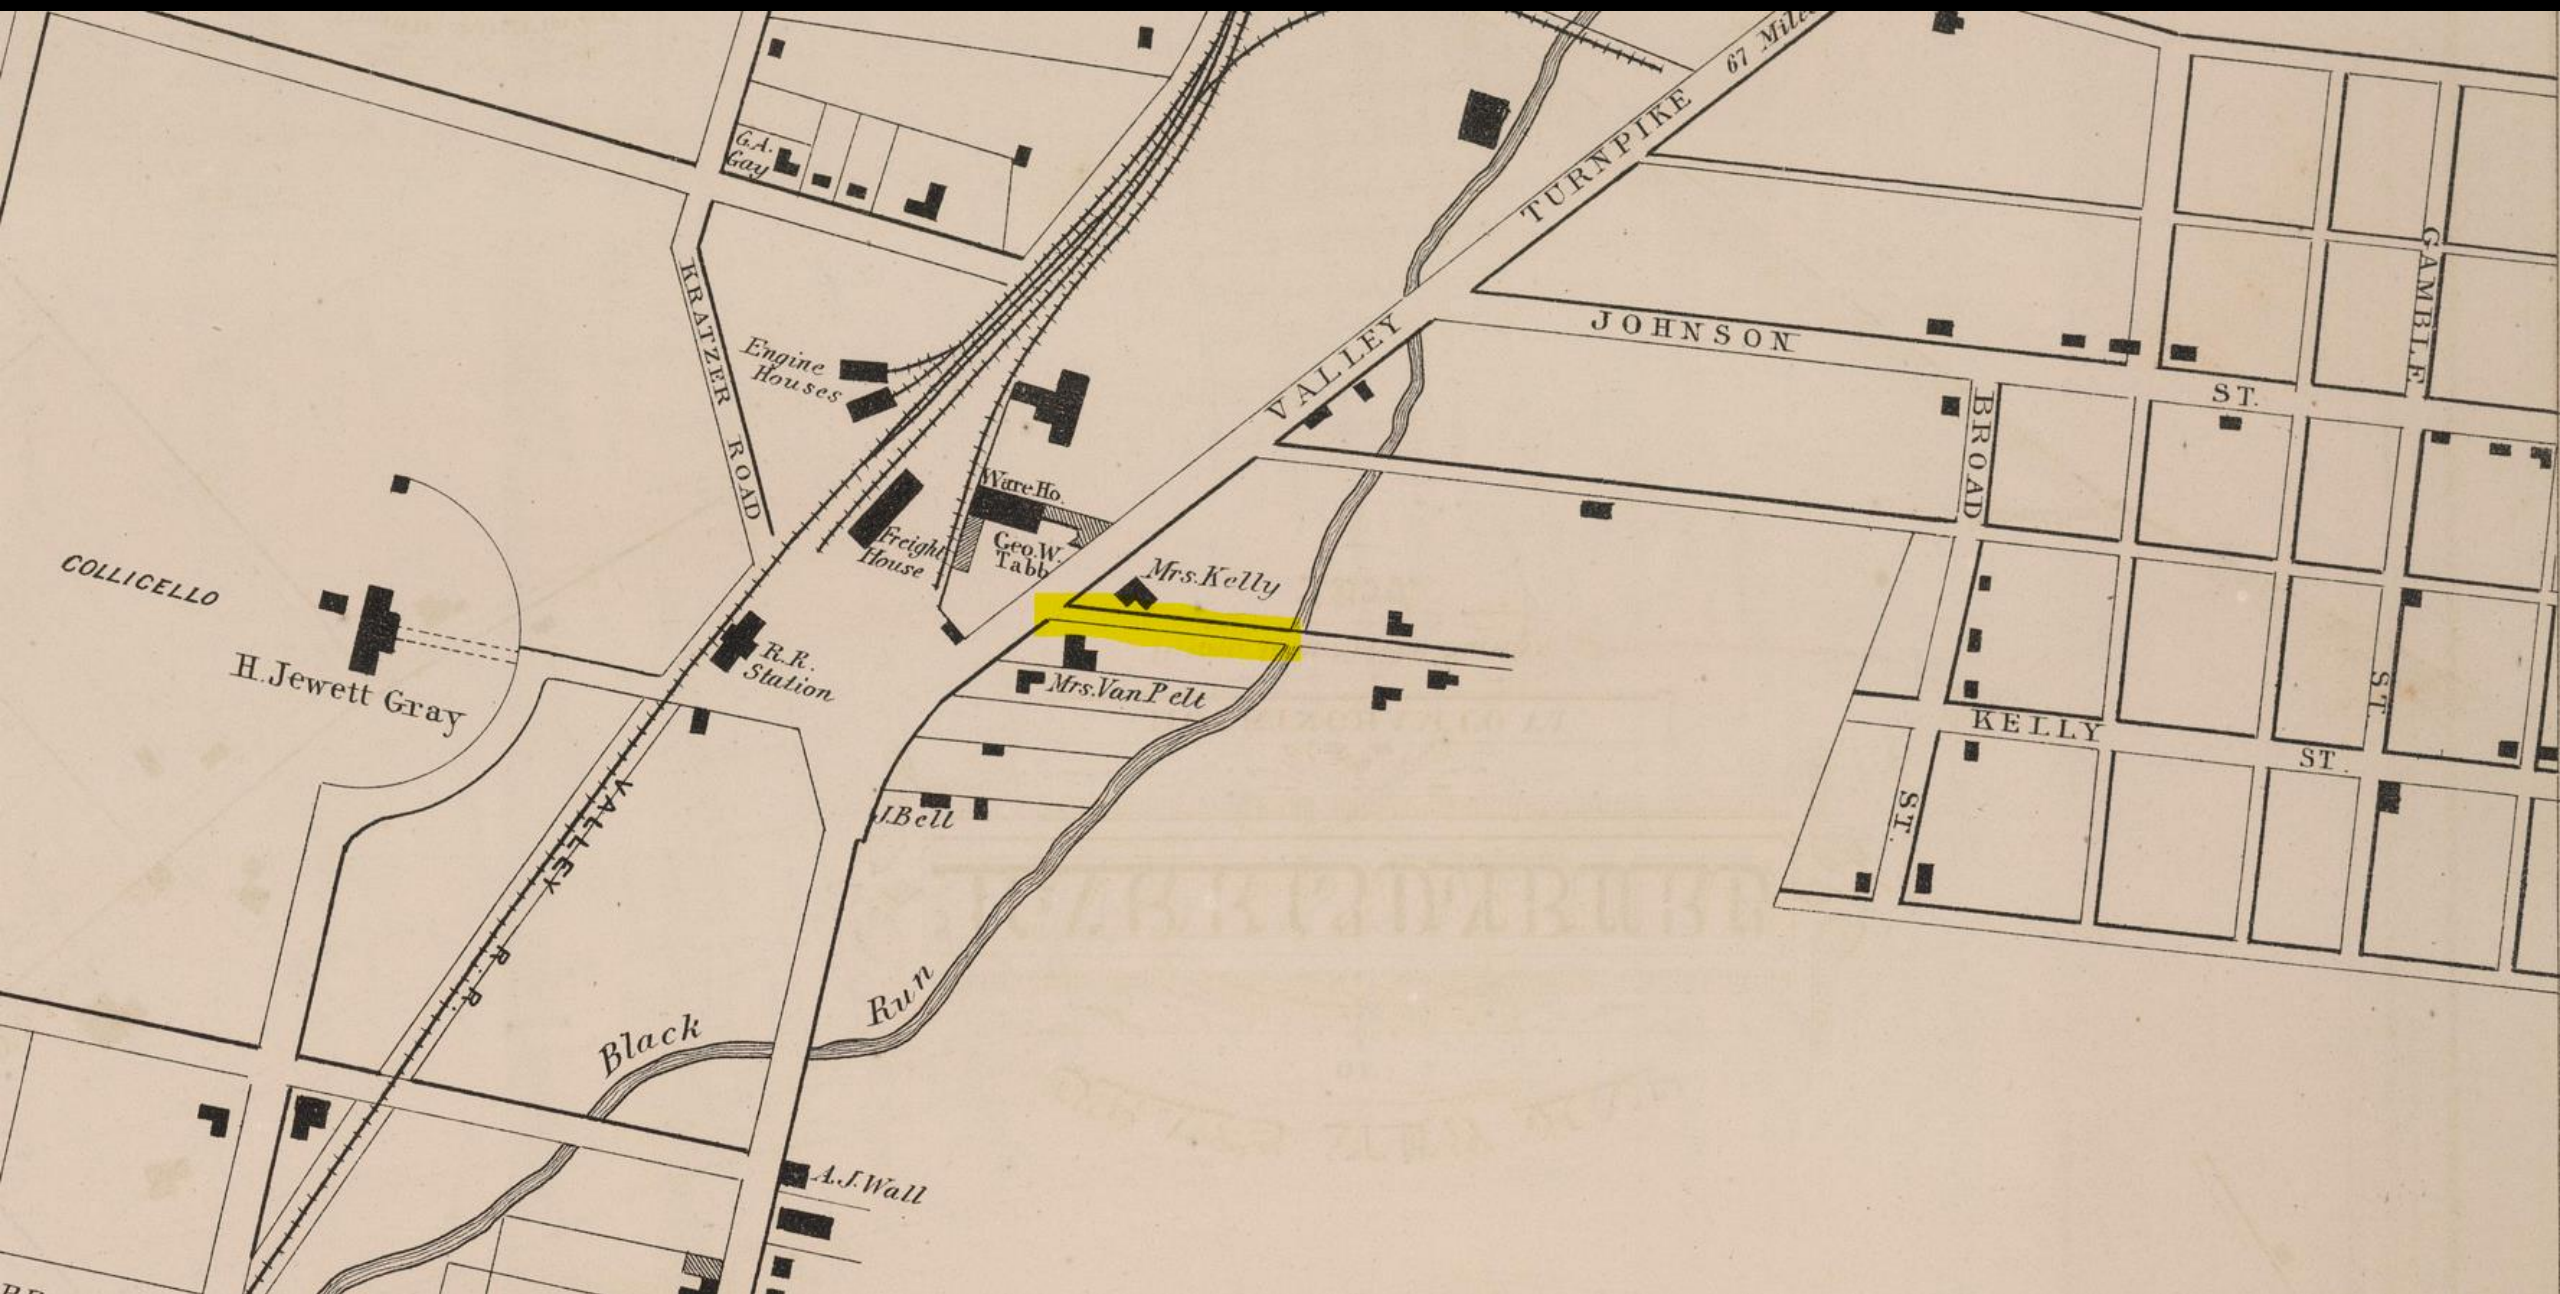 67 Miles
TURNPIKE
VALLEY
G.A.
Gay
KRATZER ROAD
Engine
Houses
JOHNSON
ST.
GAMBLE
ST.
BROAD
ST.
Ware Ho.
Geo.W.
Tabb
Freight
House
Mrs.Kelly
COLLICELLO
H.Jewett Gray
R.R.
Station
Mrs.Van Pelt
KELLY
ST.
J.Bell
VALLEY R. R.
Black
Run
A.J.Wall